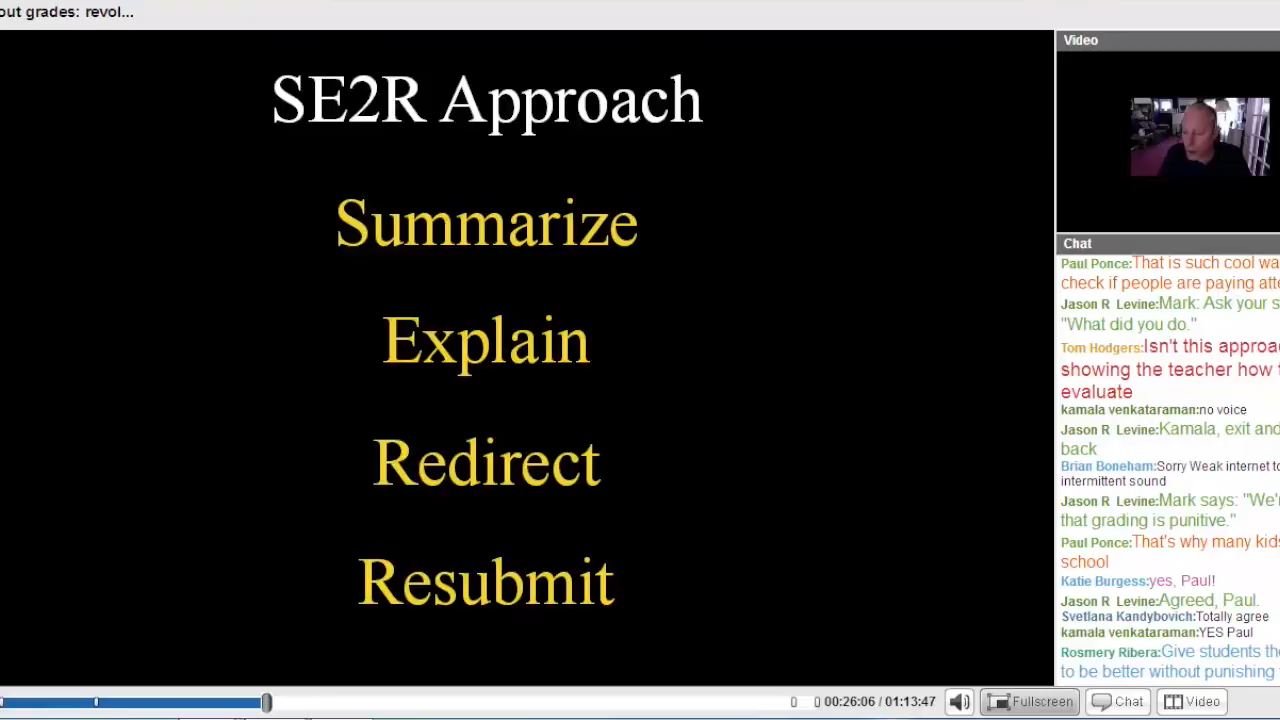 out grades: revol...
SE2R Approach
Summarize
Explain
Redirect
Resubmit
Video
Chat
Paul Ponce:That is such cool wa
check if people are paying atte
Jason R Levine:Mark: Ask your s
"What did you do."
Tom Hodgers:Isn't this approac
showing the teacher how t
evaluate
kamala venkataraman:no voice
Jason R Levine:Kamala, exit and
back
Brian Boneham:Sorry Weak internet to
intermittent sound
Jason R Levine:Mark says: "We'r
that grading is punitive."
Paul Ponce:That's why many kids
school
Katie Burgess:yes, Paul!
Jason R Levine:Agreed, Paul.
Svetlana Kandybovich:Totally agree
kamala venkataraman:YES Paul
Rosmery Ribera:Give students the
to be better without punishing
00:26:06 / 01:13:47
Fullscreen
Chat
Video